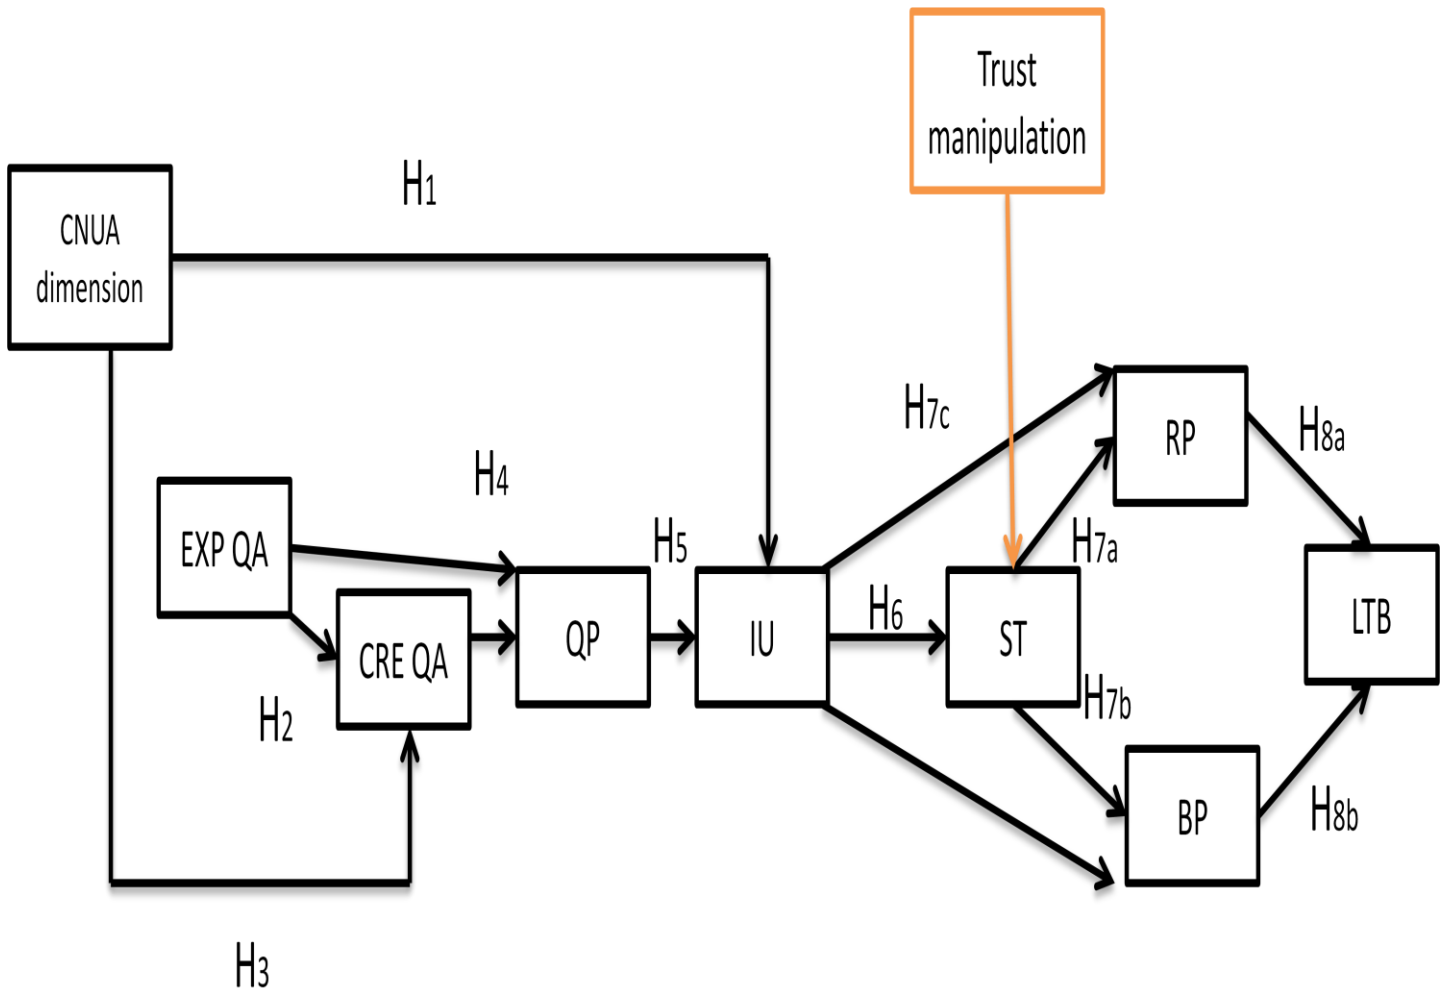 Trust
manipulation
H1
CNUA
dimension
H7c
RP
H8a
H4
EXP QA
H5
H7a
CRE QA
QP
IU
H6
ST
LTB
H2
H7b
BP
H8b
H3